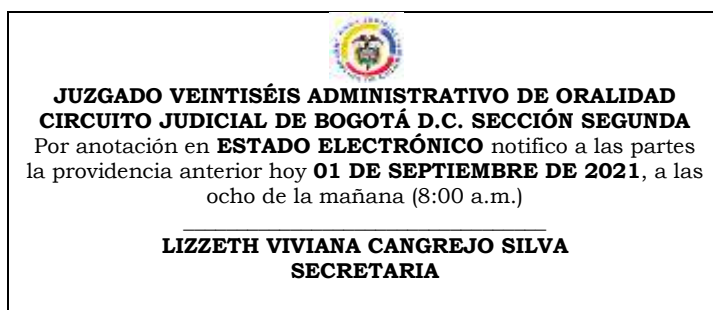 JUZGADO VEINTISÉIS ADMINISTRATIVO DE ORALIDAD
CIRCUITO JUDICIAL DE BOGOTÁ D.C. SECCIÓN SEGUNDA
Por anotación en ESTADO ELECTRÓNICO notifico a las partes
la providencia anterior hoy 01 DE SEPTIEMBRE DE 2021, a las
ocho de la mañana (8:00 a.m.)
LIZZETH VIVIANA CANGREJO SILVA
SECRETARIA